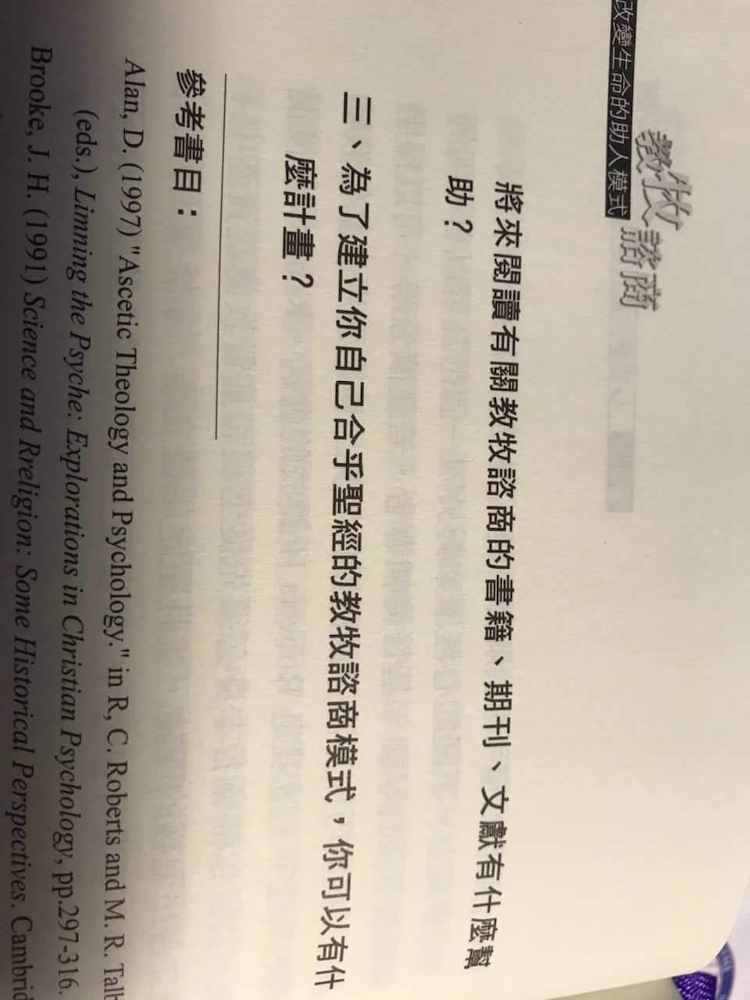 教牧諮商
改變生命的助人模式
將來閱讀有關教牧諮商的書籍、期刊、文獻有什麼幫
助？
三、為了建立你自己合乎聖經的教牧諮商模式，你可以有什
麼計畫？
參考書目：
Alan, D. (1997) "Ascetic Theology and Psychology." in R, C. Roberts and M. R. Talb
(eds.), Limning the Psyche: Explorations in Christian Psychology, pp.297-316.
Brooke, J. H. (1991) Science and Rreligion: Some Historical Perspectives. Cambrid